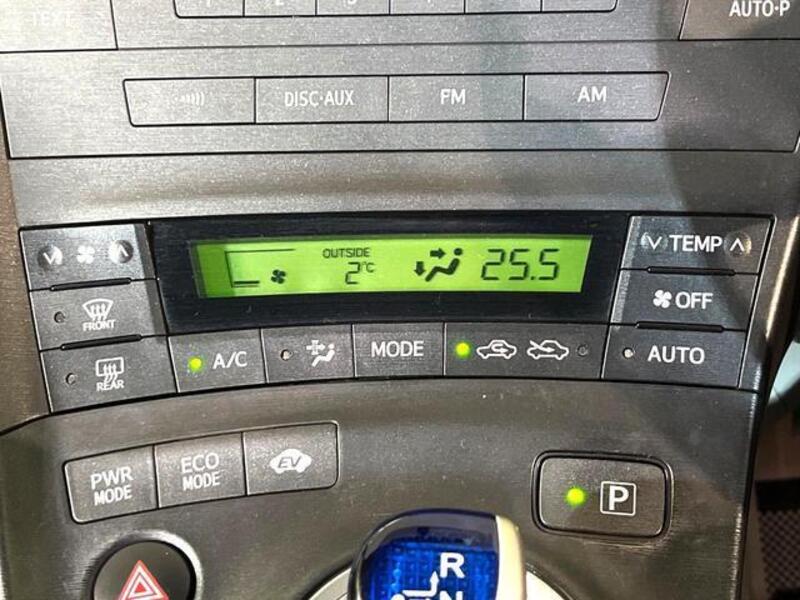 TEXT
AUTO·P
DISC·AUX
FM
AM
OUTSIDE
2°C
25.5
TEMP
OFF
FRONT
REAR
A/C
MODE
AUTO
PWR
MODE
ECO
MODE
EV
P
R
N